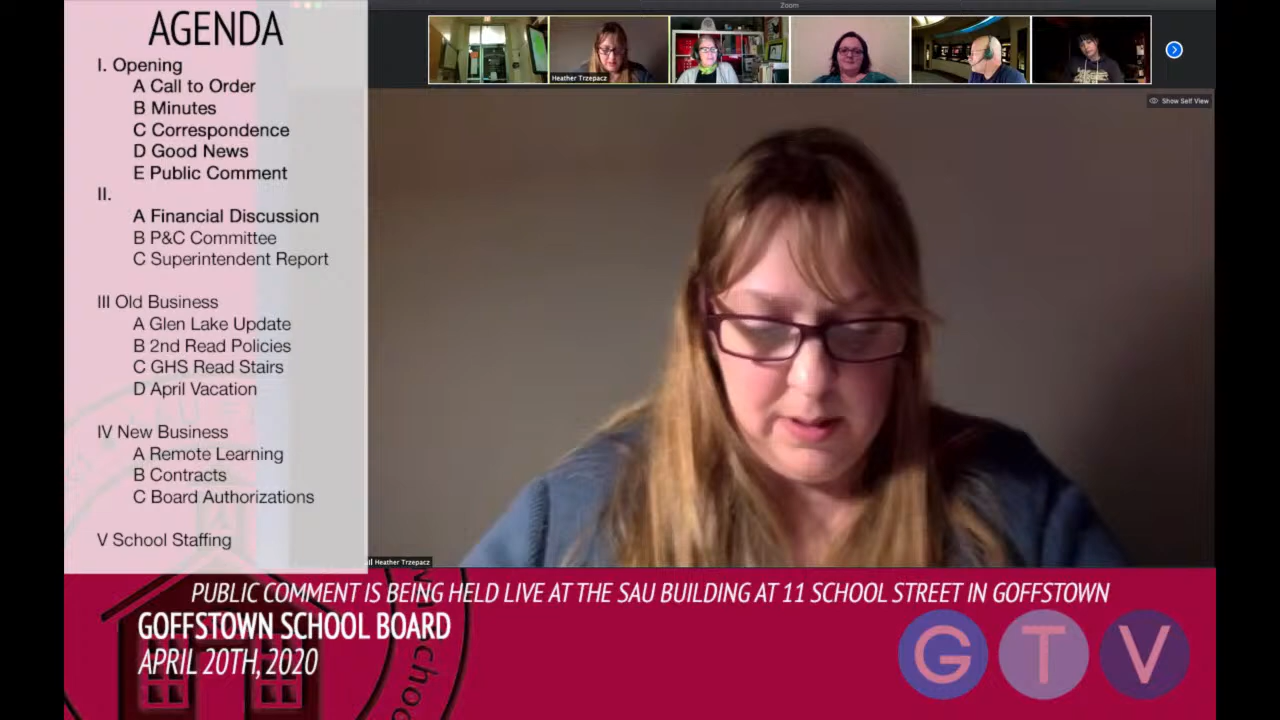 AGENDA
I. Opening
A Call to Order
B Minutes
C Correspondence
D Good News
E Public Comment
II.
A Financial Discussion
B P&C Committee
C Superintendent Report
III Old Business
A Glen Lake Update
B 2nd Read Policies
C GHS Read Stairs
D April Vacation
IV New Business
A Remote Learning
B Contracts
C Board Authorizations
V School Staffing
Zoom
Heather Trzepacz
Show Self View
Heather Trzepacz
PUBLIC COMMENT IS BEING HELD LIVE AT THE SAU BUILDING AT 11 SCHOOL STREET IN GOFFSTOWN
GOFFSTOWN SCHOOL BOARD
APRIL 20TH, 2020
G T V